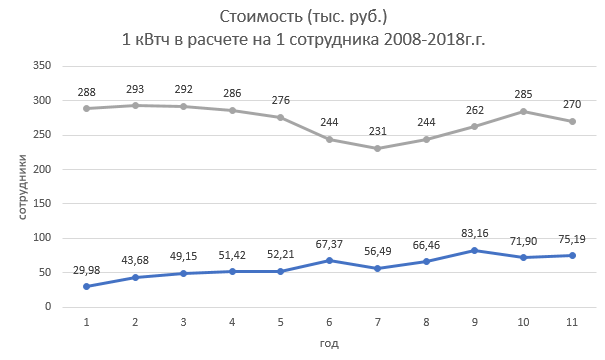 Стоимость (тыс. руб.)
1 кВтч в расчете на 1 сотрудника 2008-2018г.г.
350
300
250
200
150
100
50
0
сотрудники
288 293 292 286 276 244 231 244 262 285 270
29,98 43,68 49,15 51,42 52,21 67,37 56,49 66,46 83,16 71,90 75,19
1 2 3 4 5 6 7 8 9 10 11
год